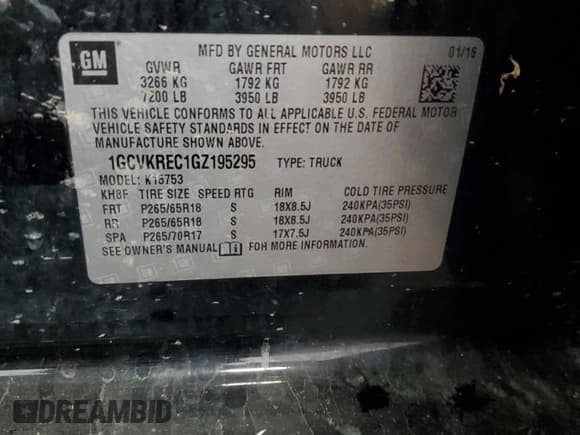 GM
MFD BY GENERAL MOTORS LLC 01/16
GVWR GAWR FRT GAWR RR
3266 KG 1792 KG 1792 KG
7200 LB 3950 LB 3950 LB
THIS VEHICLE CONFORMS TO ALL APPLICABLE U.S. FEDERAL MOTOR
VEHICLE SAFETY STANDARDS IN EFFECT ON THE DATE OF
MANUFACTURE SHOWN ABOVE.
1GCVKREC1GZ195295 TYPE: TRUCK
MODEL: K15753
KH8F TIRE SIZE SPEED RTG RIM COLD TIRE PRESSURE
FRT P265/65R18 S 18X8.5J 240KPA(35PSI)
RR P265/65R18 S 18X8.5J 240KPA(35PSI)
SPA P265/70R17 S 17X7.5J 240KPA(35PSI)
SEE OWNER'S MANUAL FOR MORE INFORMATION.
DREAMBID